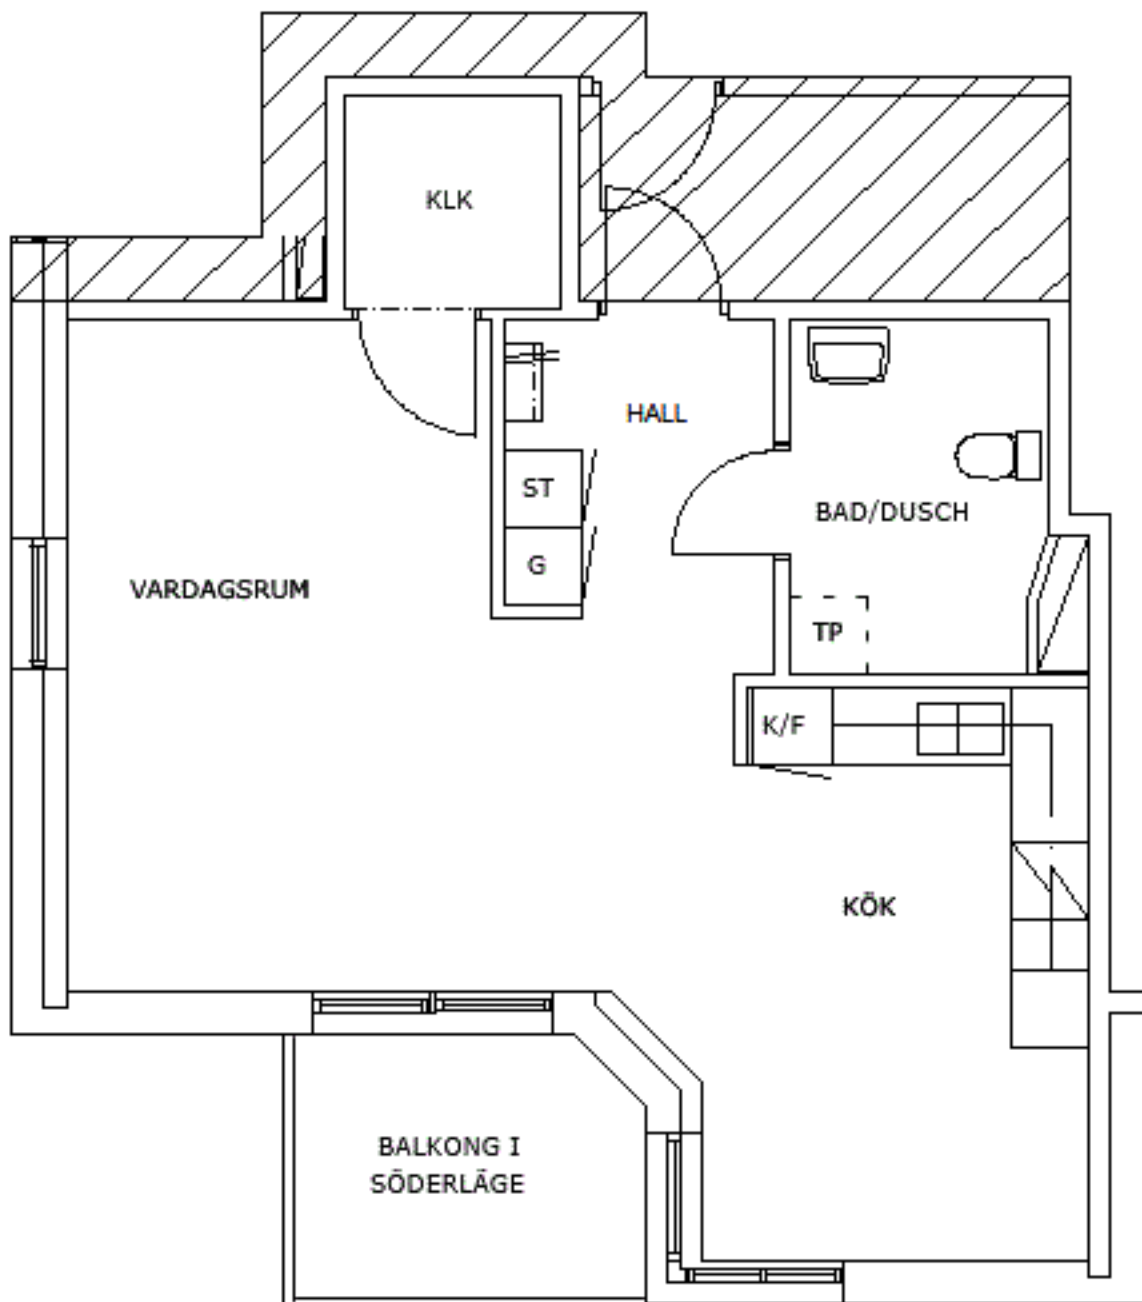 KLK
HALL
ST
BAD/DUSCH
G
VARDAGSRUM
TP
K/F
KÖK
BALKONG I
SÖDERLÄGE